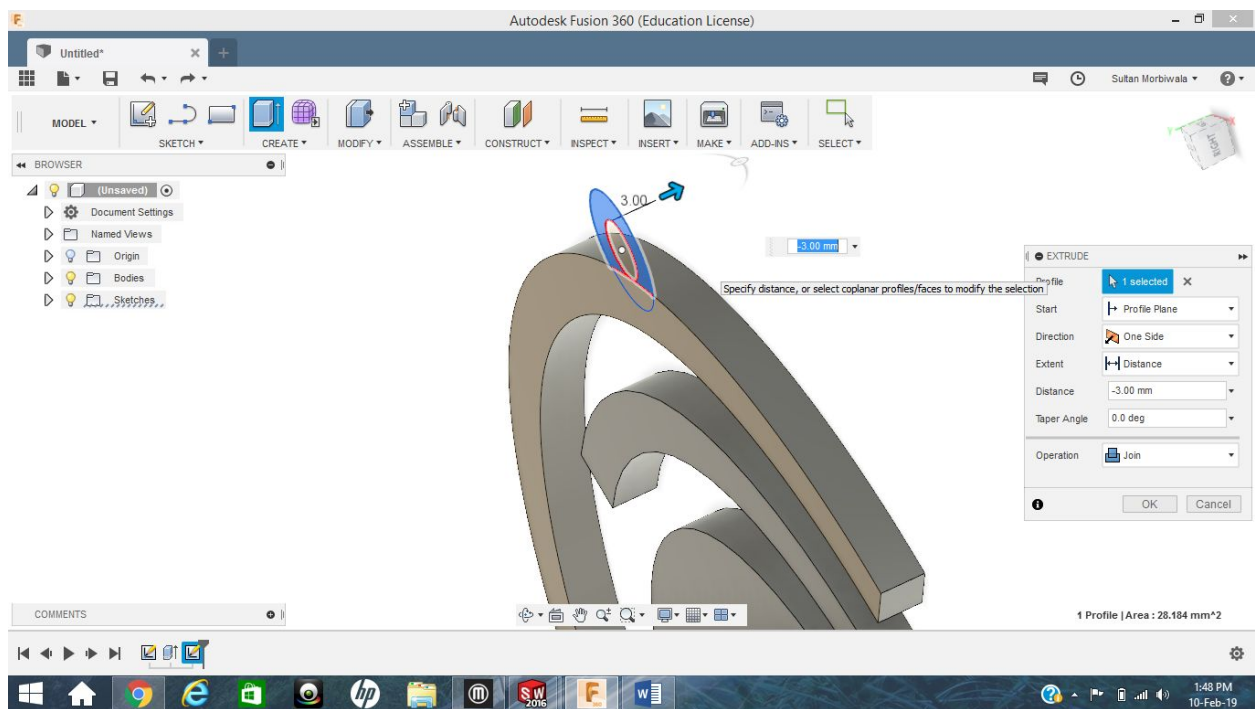 Autodesk Fusion 360 (Education License)
Untitled*
Sultan Morbiwala
MODEL
SKETCH
CREATE
MODIFY
ASSEMBLE
CONSTRUCT
INSPECT
INSERT
MAKE
ADD-INS
SELECT
BROWSER
(Unsaved)
Document Settings
Named Views
Origin
Bodies
Sketches
3.00
-3.00 mm
Specify distance, or select coplanar profiles/faces to modify the selection
RIGHT
EXTRUDE
Profile
1 selected
Start
Profile Plane
Direction
One Side
Extent
Distance
Distance
-3.00 mm
Taper Angle
0.0 deg
Operation
Join
OK
Cancel
COMMENTS
1 Profile | Area : 28.184 mm^2
SW
2016
1:48 PM
10-Feb-19